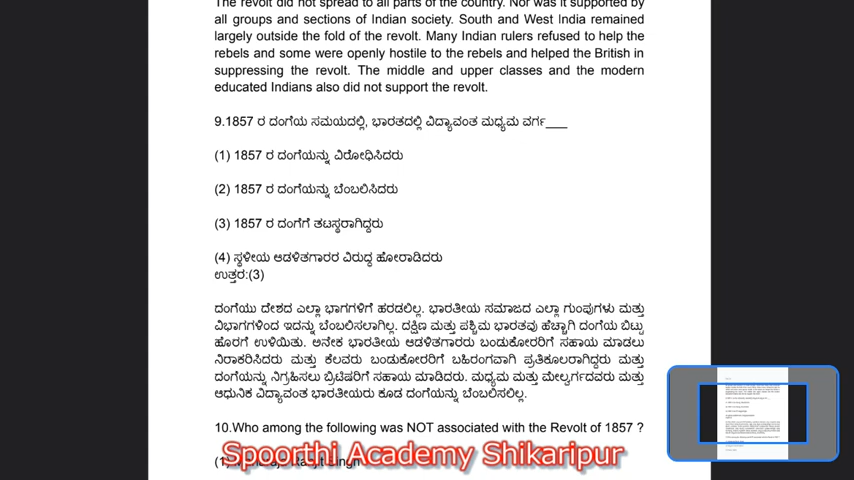 The revolt did not spread to all parts of the country. Nor was it supported by
all groups and sections of Indian society. South and West India remained
largely outside the fold of the revolt. Many Indian rulers refused to help the
rebels and some were openly hostile to the rebels and helped the British in
suppressing the revolt. The middle and upper classes and the modern
educated Indians also did not support the revolt.
9.1857 ರ ದಂಗೆಯ ಸಮಯದಲ್ಲಿ, ಭಾರತದಲ್ಲಿ ವಿದ್ಯಾವಂತ ಮಧ್ಯಮ ವರ್ಗ___
(1) 1857 ರ ದಂಗೆಯನ್ನು ವಿರೋಧಿಸಿದರು
(2) 1857 ರ ದಂಗೆಯನ್ನು ಬೆಂಬಲಿಸಿದರು
(3) 1857 ರ ದಂಗೆಗೆ ತಟಸ್ಥರಾಗಿದ್ದರು
(4) ಸ್ಥಳೀಯ ಆಡಳಿತಗಾರರ ವಿರುದ್ಧ ಹೋರಾಡಿದರು
ಉತ್ತರ:(3)
ದಂಗೆಯು ದೇಶದ ಎಲ್ಲಾ ಭಾಗಗಳಿಗೆ ಹರಡಲಿಲ್ಲ. ಭಾರತೀಯ ಸಮಾಜದ ಎಲ್ಲಾ ಗುಂಪುಗಳು ಮತ್ತು
ವಿಭಾಗಗಳಿಂದ ಇದನ್ನು ಬೆಂಬಲಿಸಲಾಗಿಲ್ಲ. ದಕ್ಷಿಣ ಮತ್ತು ಪಶ್ಚಿಮ ಭಾರತವು ಹೆಚ್ಚಾಗಿ ದಂಗೆಯ ಬಿಟ್ಟು
ಹೊರಗೆ ಉಳಿಯಿತು. ಅನೇಕ ಭಾರತೀಯ ಆಡಳಿತಗಾರರು ಬಂಡುಕೋರರಿಗೆ ಸಹಾಯ ಮಾಡಲು
ನಿರಾಕರಿಸಿದರು ಮತ್ತು ಕೆಲವರು ಬಂಡುಕೋರರಿಗೆ ಬಹಿರಂಗವಾಗಿ ಪ್ರತಿಕೂಲರಾಗಿದ್ದರು ಮತ್ತು
ದಂಗೆಯನ್ನು ನಿಗ್ರಹಿಸಲು ಬ್ರಿಟಿಷರಿಗೆ ಸಹಾಯ ಮಾಡಿದರು. ಮಧ್ಯಮ ಮತ್ತು ಮೇಲ್ವರ್ಗದವರು ಮತ್ತು
ಆಧುನಿಕ ವಿದ್ಯಾವಂತ ಭಾರತೀಯರು ಕೂಡ ದಂಗೆಯನ್ನು ಬೆಂಬಲಿಸಲಿಲ್ಲ.
10.Who among the following was NOT associated with the Revolt of 1857 ?
Spoorthi Academy Shikaripur
(1) Singh